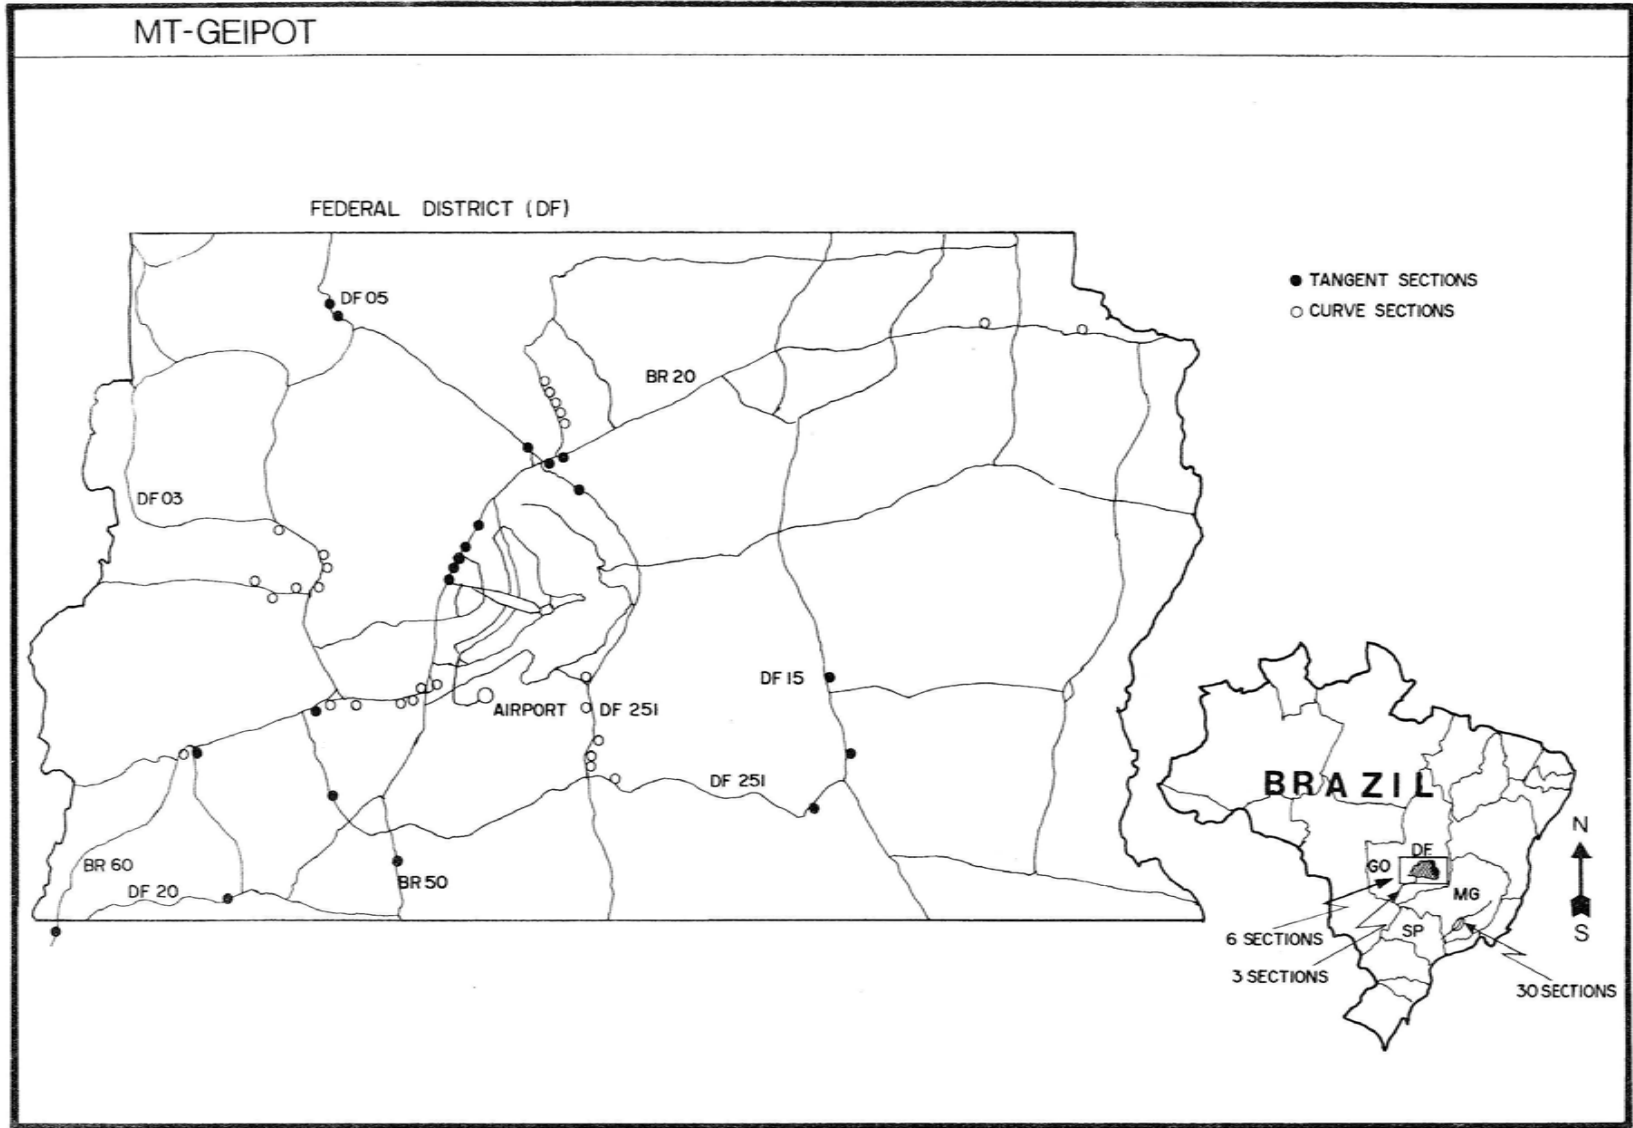 MT-GEIPOT
FEDERAL DISTRICT (DF)
DF 05
● TANGENT SECTIONS
○ CURVE SECTIONS
BR 20
DF 03
DF 15
AIRPORT
DF 251
DF 251
BR 60
DF 20
BR 50
BRAZIL
DF
GO
MG
SP
N
S
6 SECTIONS
3 SECTIONS
30 SECTIONS